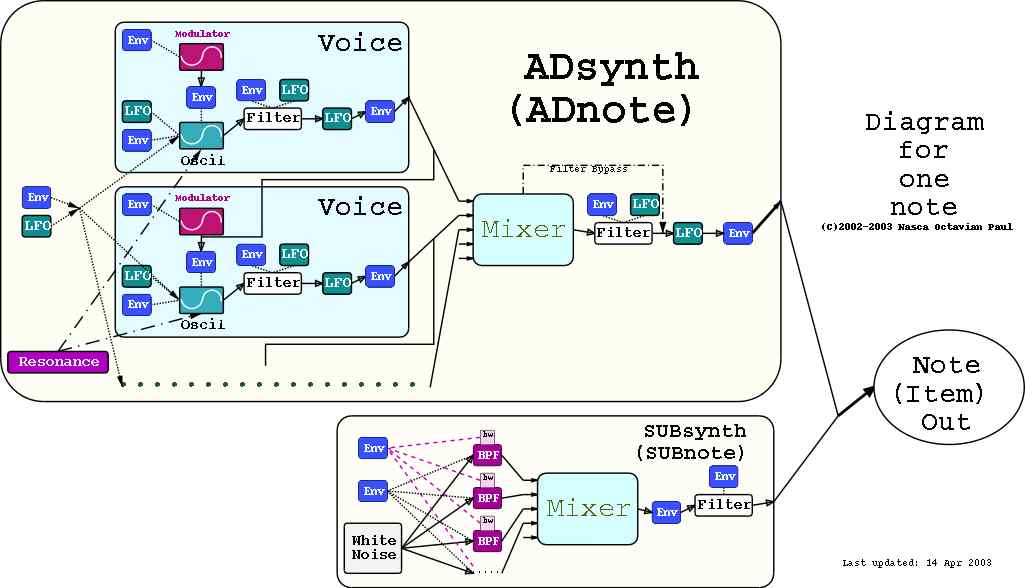 Env
Modulator
Voice
Env
Env
LFO
LFO
Filter
LFO
Env
Env
Oscil
ADsynth
(ADnote)
Diagram
for
one
note
(C)2002-2003 Nasca Octavian Paul
Env
LFO
Env
Modulator
Voice
Env
Env
LFO
LFO
Filter
LFO
Env
Env
Oscil
Filter Bypass
Mixer
Env
LFO
Filter
LFO
Env
Resonance
Note
(Item)
Out
SUBsynth
(SUBnote)
Env
Env
White
Noise
bw
BPF
bw
BPF
bw
BPF
Mixer
Env
Env
Filter
Last updated: 14 Apr 2003